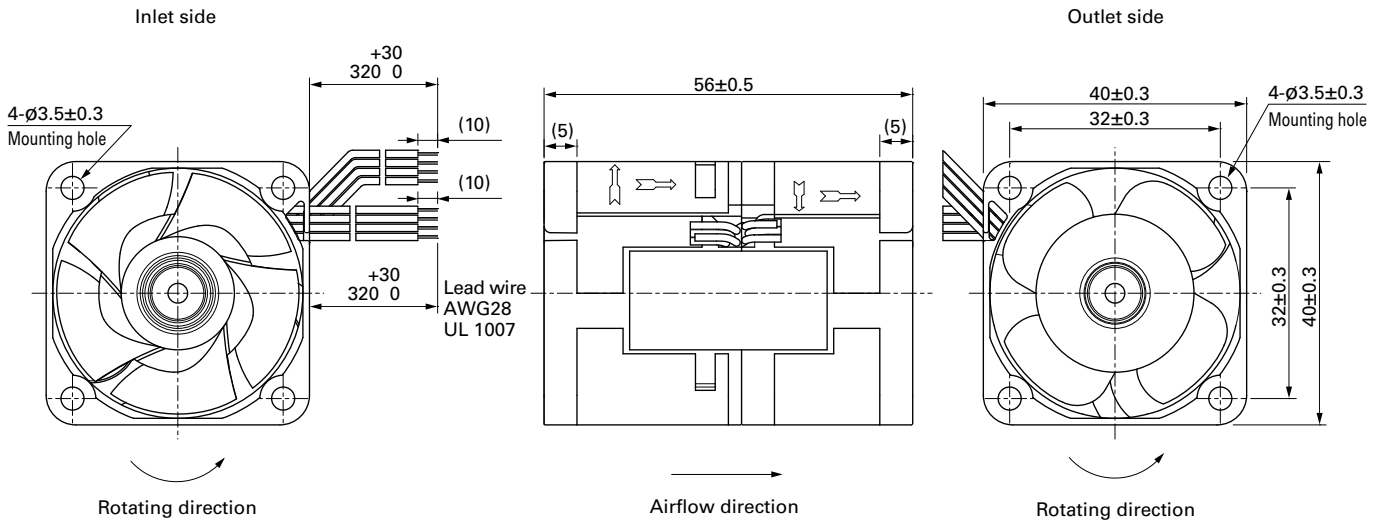 Inlet side
Outlet side
+30
320 0
4-ø3.5±0.3
Mounting hole
(10)
(10)
+30
320 0
Lead wire
AWG28
UL 1007
56±0.5
(5)
(5)
40±0.3
32±0.3
4-ø3.5±0.3
Mounting hole
32±0.3
40±0.3
Rotating direction
Airflow direction
Rotating direction